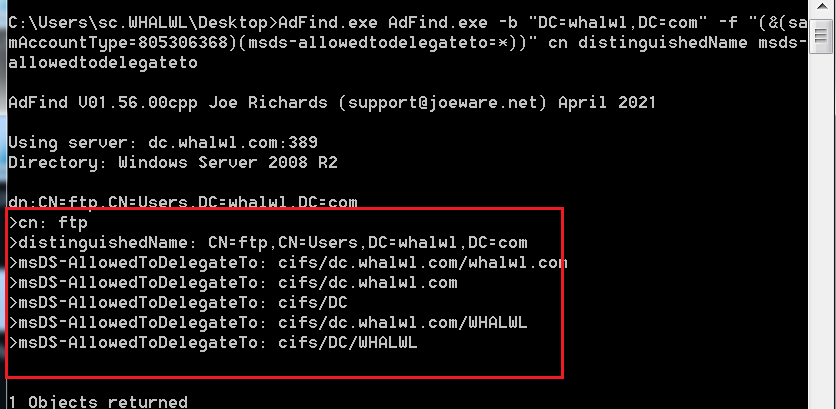 C:\Users\sc.WHALWL\Desktop>AdFind.exe AdFind.exe -b "DC=whalwl,DC=com" -f "(&(sa
mAccountType=805306368)(msds-allowedtodelegateto=*))" cn distinguishedName msds-
allowedtodelegateto
AdFind V01.56.00cpp Joe Richards (support@joeware.net) April 2021
Using server: dc.whalwl.com:389
Directory: Windows Server 2008 R2
dn:CN=ftp,CN=Users,DC=whalwl,DC=com
>cn: ftp
>distinguishedName: CN=ftp,CN=Users,DC=whalwl,DC=com
>msDS-AllowedToDelegateTo: cifs/dc.whalwl.com/whalwl.com
>msDS-AllowedToDelegateTo: cifs/dc.whalwl.com
>msDS-AllowedToDelegateTo: cifs/DC
>msDS-AllowedToDelegateTo: cifs/dc.whalwl.com/WHALWL
>msDS-AllowedToDelegateTo: cifs/DC/WHALWL
1 Objects returned